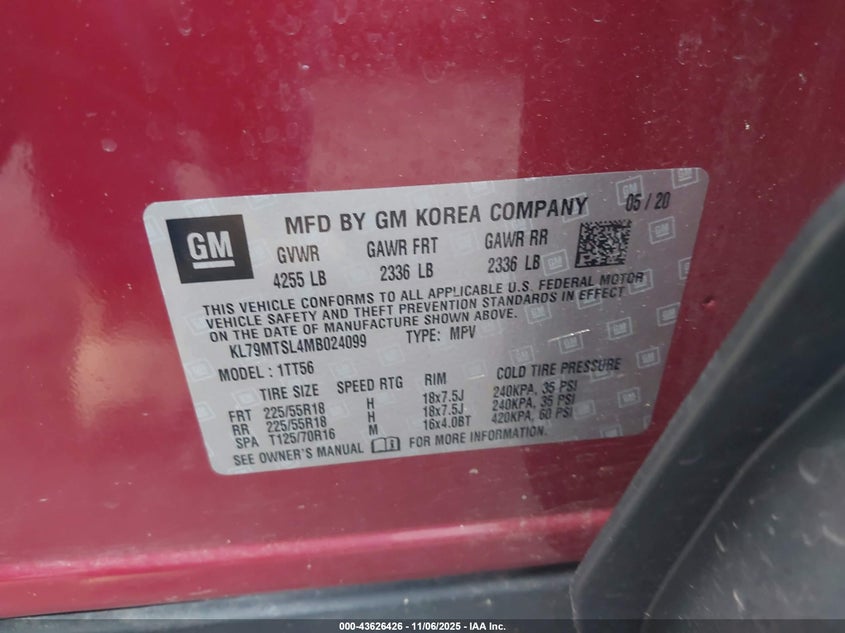 GM
MFD BY GM KOREA COMPANY 05 / 20
GVWR GAWR FRT GAWR RR
4255 LB 2336 LB 2336 LB
THIS VEHICLE CONFORMS TO ALL APPLICABLE U.S. FEDERAL MOTOR
VEHICLE SAFETY AND THEFT PREVENTION STANDARDS IN EFFECT
ON THE DATE OF MANUFACTURE SHOWN ABOVE.
KL79MTSL4MB024099 TYPE: MPV
MODEL : 1TT56
TIRE SIZE SPEED RTG RIM COLD TIRE PRESSURE
FRT 225/55R18 H 18x7.5J 240KPA, 35 PSI
RR 225/55R18 H 18x7.5J 240KPA, 35 PSI
SPA T125/70R16 M 16x4.0BT 420KPA, 60 PSI
SEE OWNER'S MANUAL FOR MORE INFORMATION.
000-43626426 - 11/06/2025 - IAA Inc.